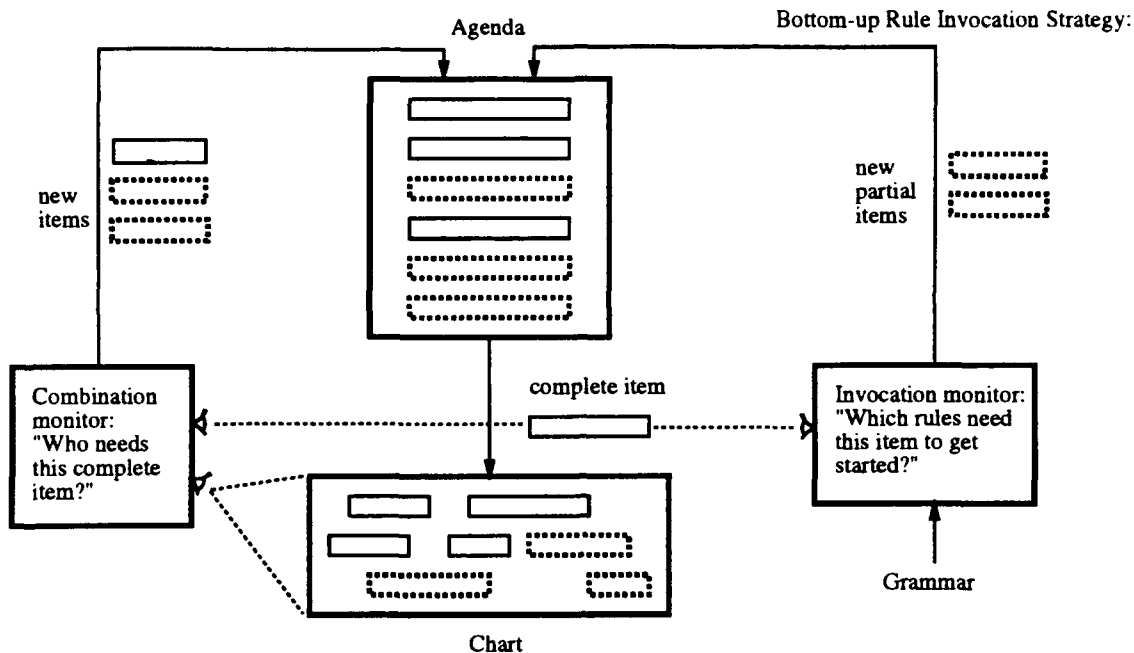 Bottom-up Rule Invocation Strategy:
Agenda
new
items
new
partial
items
Combination
monitor:
"Who needs
this complete
item?"
complete item
Invocation monitor:
"Which rules need
this item to get
started?"
Grammar
Chart